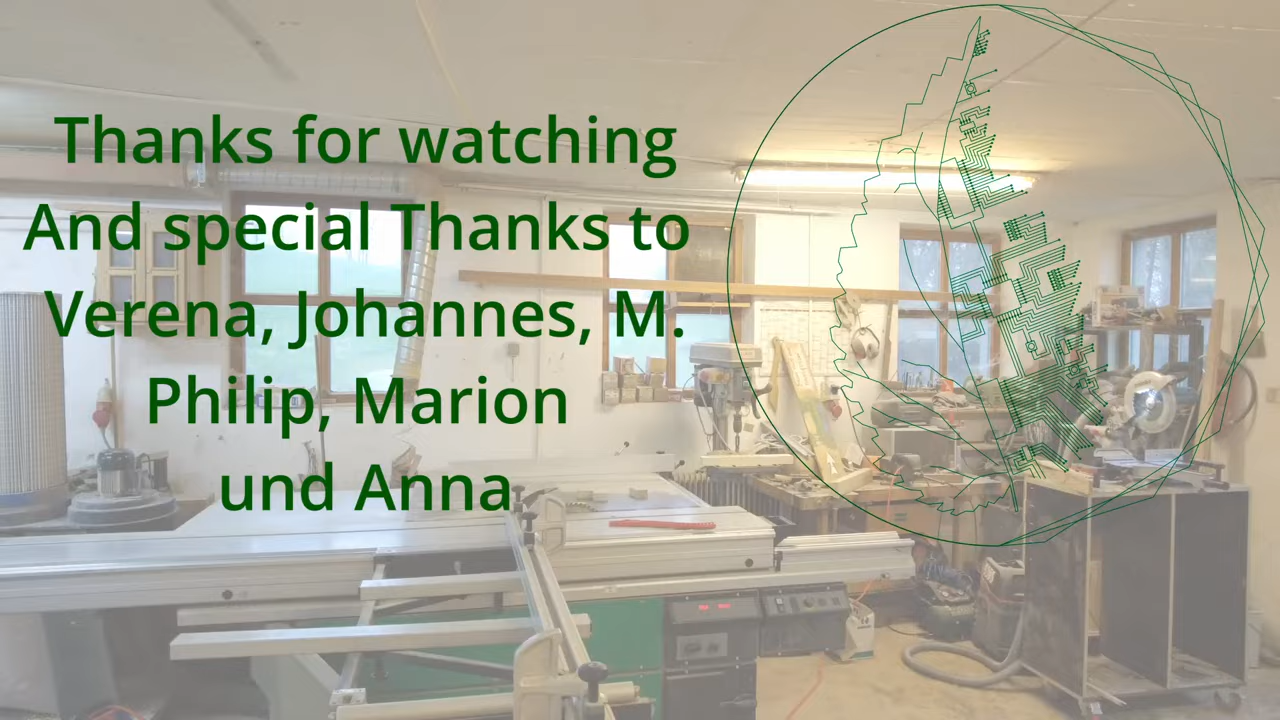 Thanks for watching
And special Thanks to
Verena, Johannes, M.
Philip, Marion
und Anna